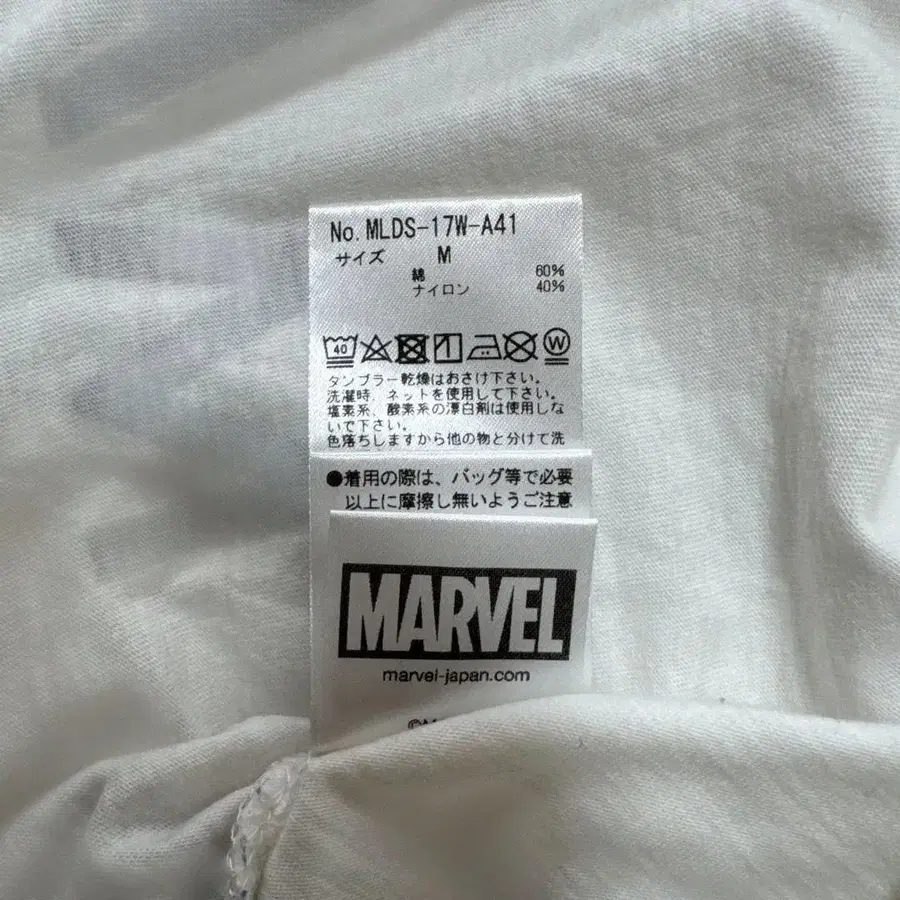 No. MLDS-17W-A41
サイズ M
綿 60%
ナイロン 40%
40 W
タンブラー乾燥はおさけ下さい。
洗濯時、ネットを使用して下さい。
塩素系、酸素系の漂白剤は使用しな
いで下さい。
色落ちしますから他の物と分けて洗
●着用の際は、バッグ等で必要
以上に摩擦し無いようご注意
MARVEL
marvel-japan.com